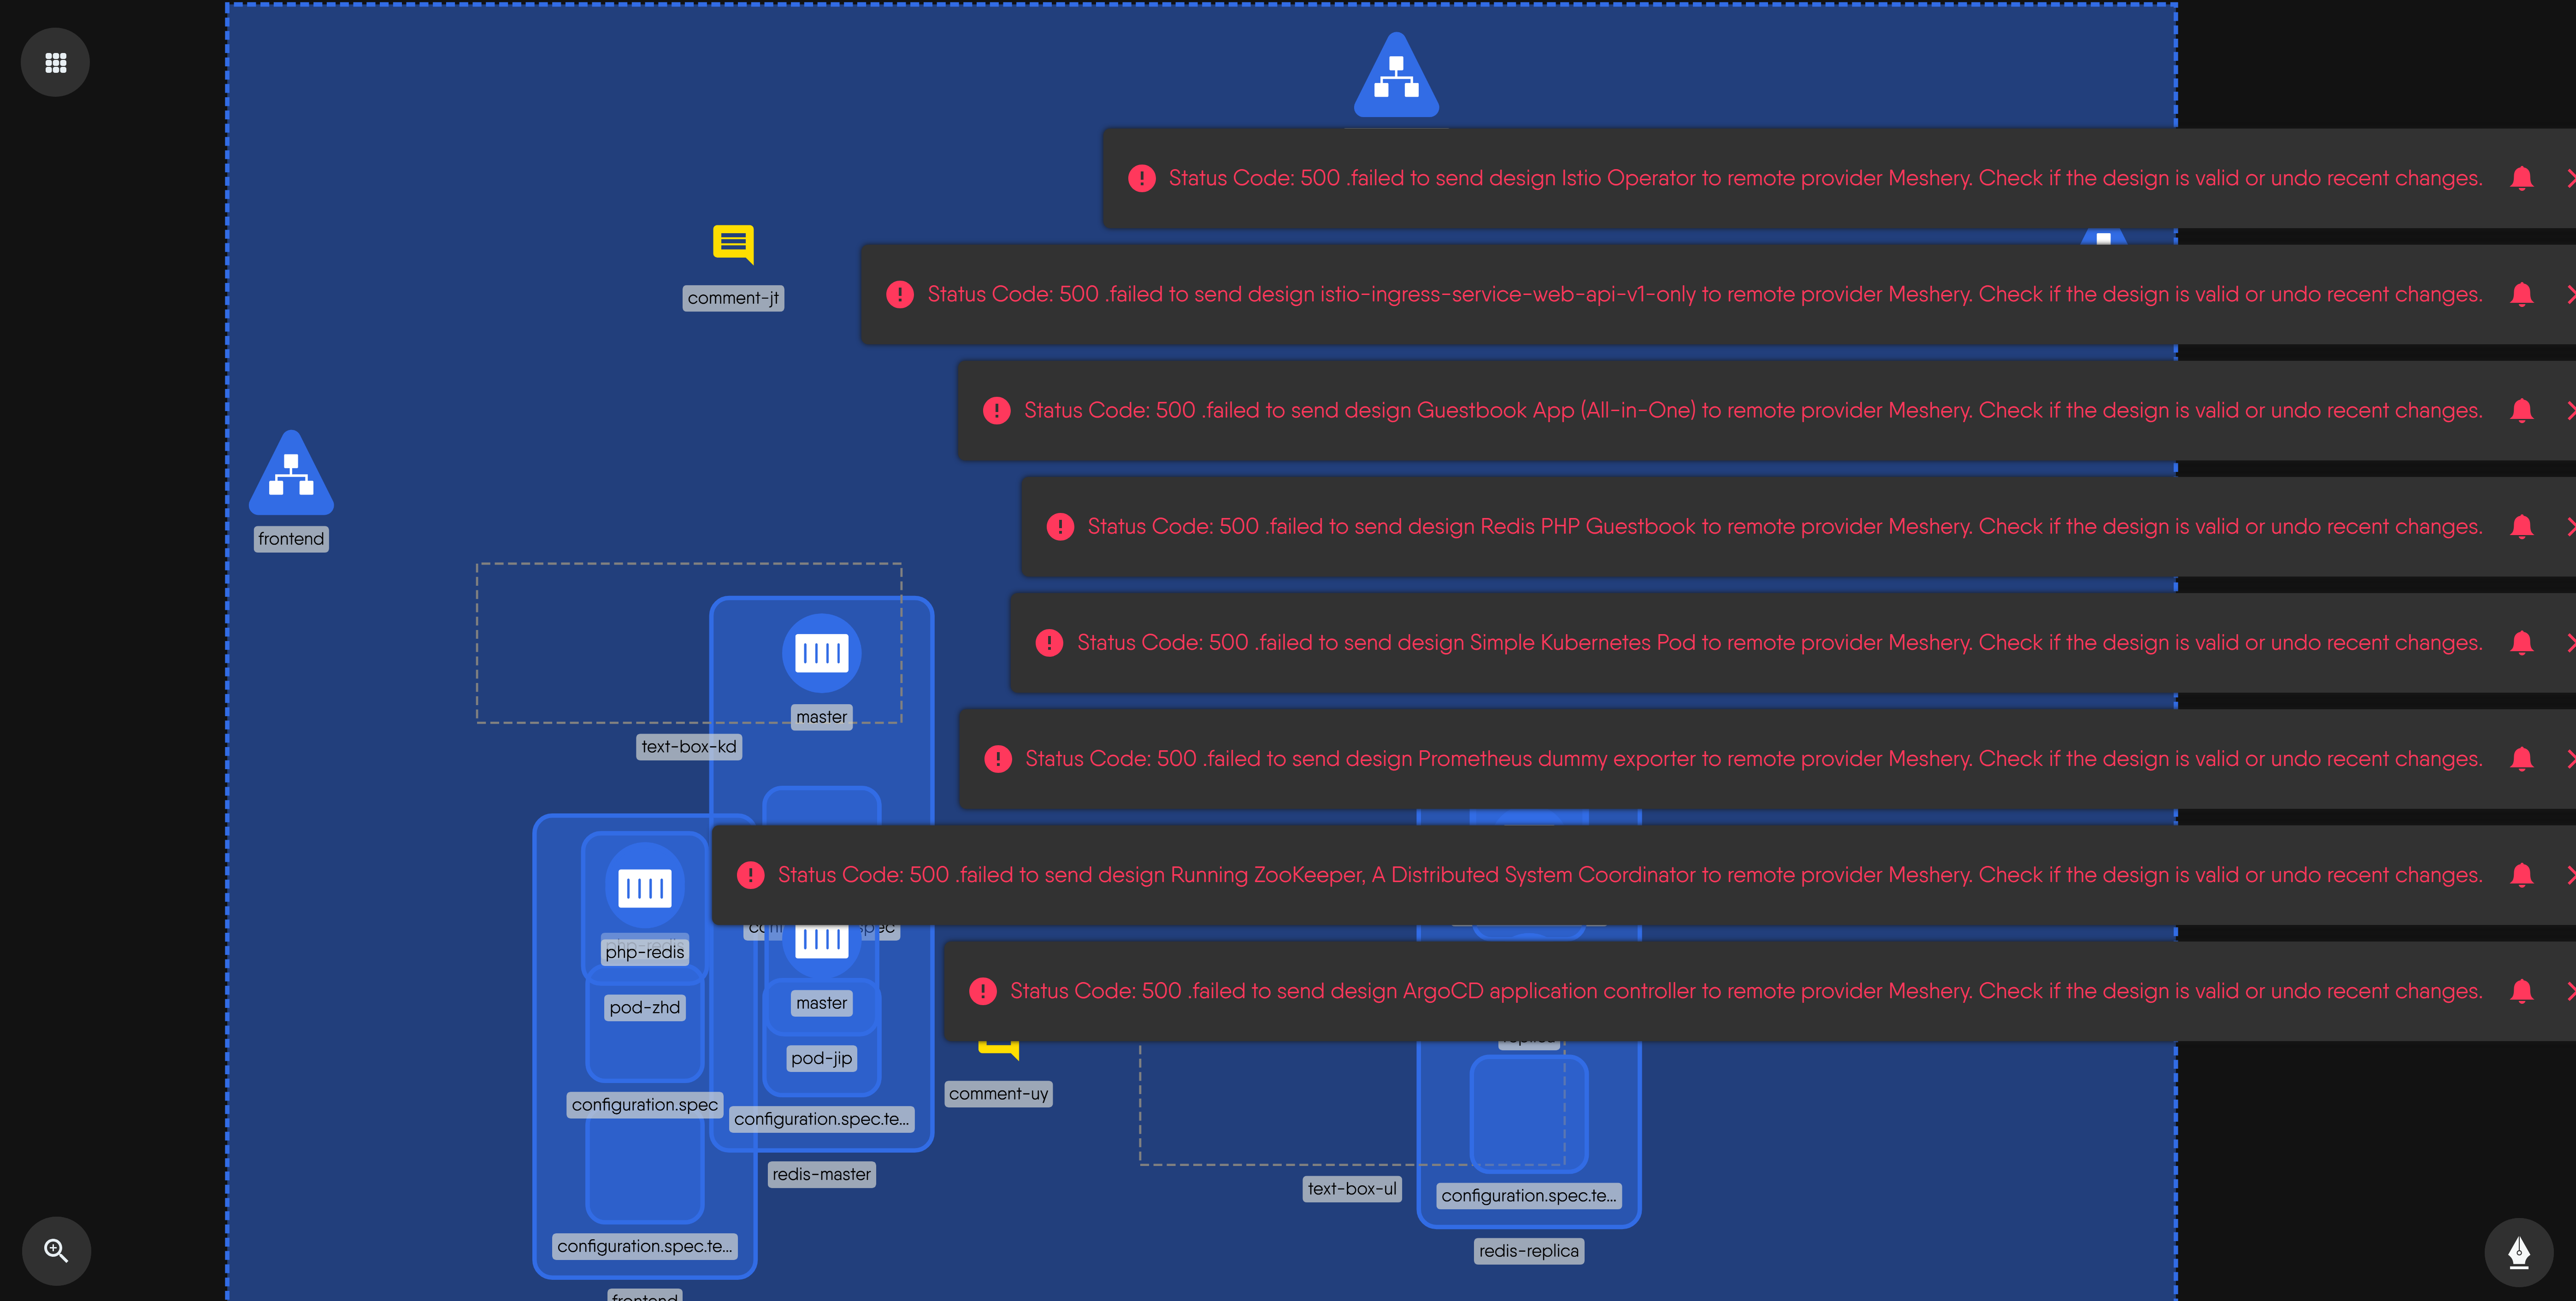 Status Code: 500 .failed to send design Istio Operator to remote provider Meshery. Check if the design is valid or undo recent changes.
Status Code: 500 .failed to send design istio-ingress-service-web-api-v1-only to remote provider Meshery. Check if the design is valid or undo recent changes.
comment-jt
Status Code: 500 .failed to send design Guestbook App (All-in-One) to remote provider Meshery. Check if the design is valid or undo recent changes.
Status Code: 500 .failed to send design Redis PHP Guestbook to remote provider Meshery. Check if the design is valid or undo recent changes.
frontend
Status Code: 500 .failed to send design Simple Kubernetes Pod to remote provider Meshery. Check if the design is valid or undo recent changes.
master
text-box-kd
Status Code: 500 .failed to send design Prometheus dummy exporter to remote provider Meshery. Check if the design is valid or undo recent changes.
Status Code: 500 .failed to send design Running ZooKeeper, A Distributed System Coordinator to remote provider Meshery. Check if the design is valid or undo recent changes.
php-redis
Status Code: 500 .failed to send design ArgoCD application controller to remote provider Meshery. Check if the design is valid or undo recent changes.
master
pod-zhd
pod-jip
comment-uy
configuration.spec
configuration.spec.te...
redis-master
text-box-ul
configuration.spec.te...
configuration.spec.te...
redis-replica
frontend